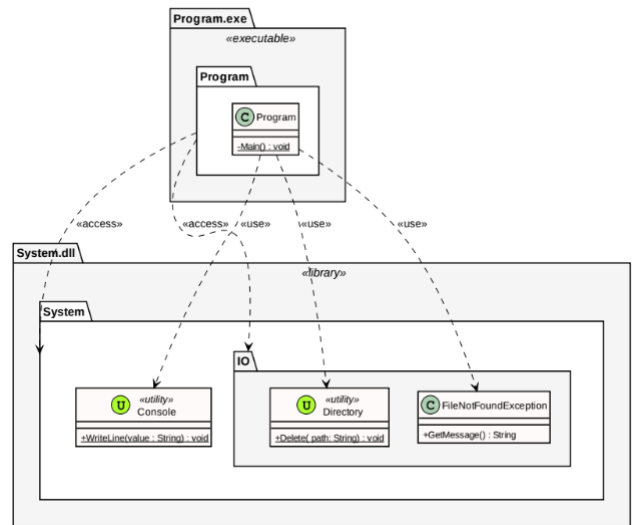 Program.exe
«executable»
Program
C Program
-Main() : void
«access» «access» «use» «use» «use»
System.dll
«library»
System
IO
U «utility»
Console
+WriteLine(value : String) : void
U «utility»
Directory
+Delete( path: String) : void
C FileNotFoundException
+GetMessage() : String